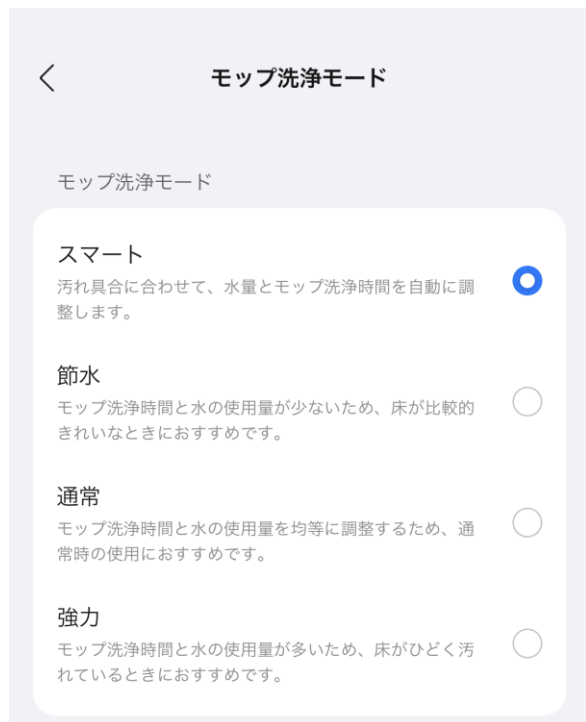 モップ洗浄モード
モップ洗浄モード
スマート
汚れ具合に合わせて、水量とモップ洗浄時間を自動に調
整します。
節水
モップ洗浄時間と水の使用量が少ないため、床が比較的
きれいなときにおすすめです。
通常
モップ洗浄時間と水の使用量を均等に調整するため、通
常時の使用におすすめです。
強力
モップ洗浄時間と水の使用量が多いため、床がひどく汚
れているときにおすすめです。